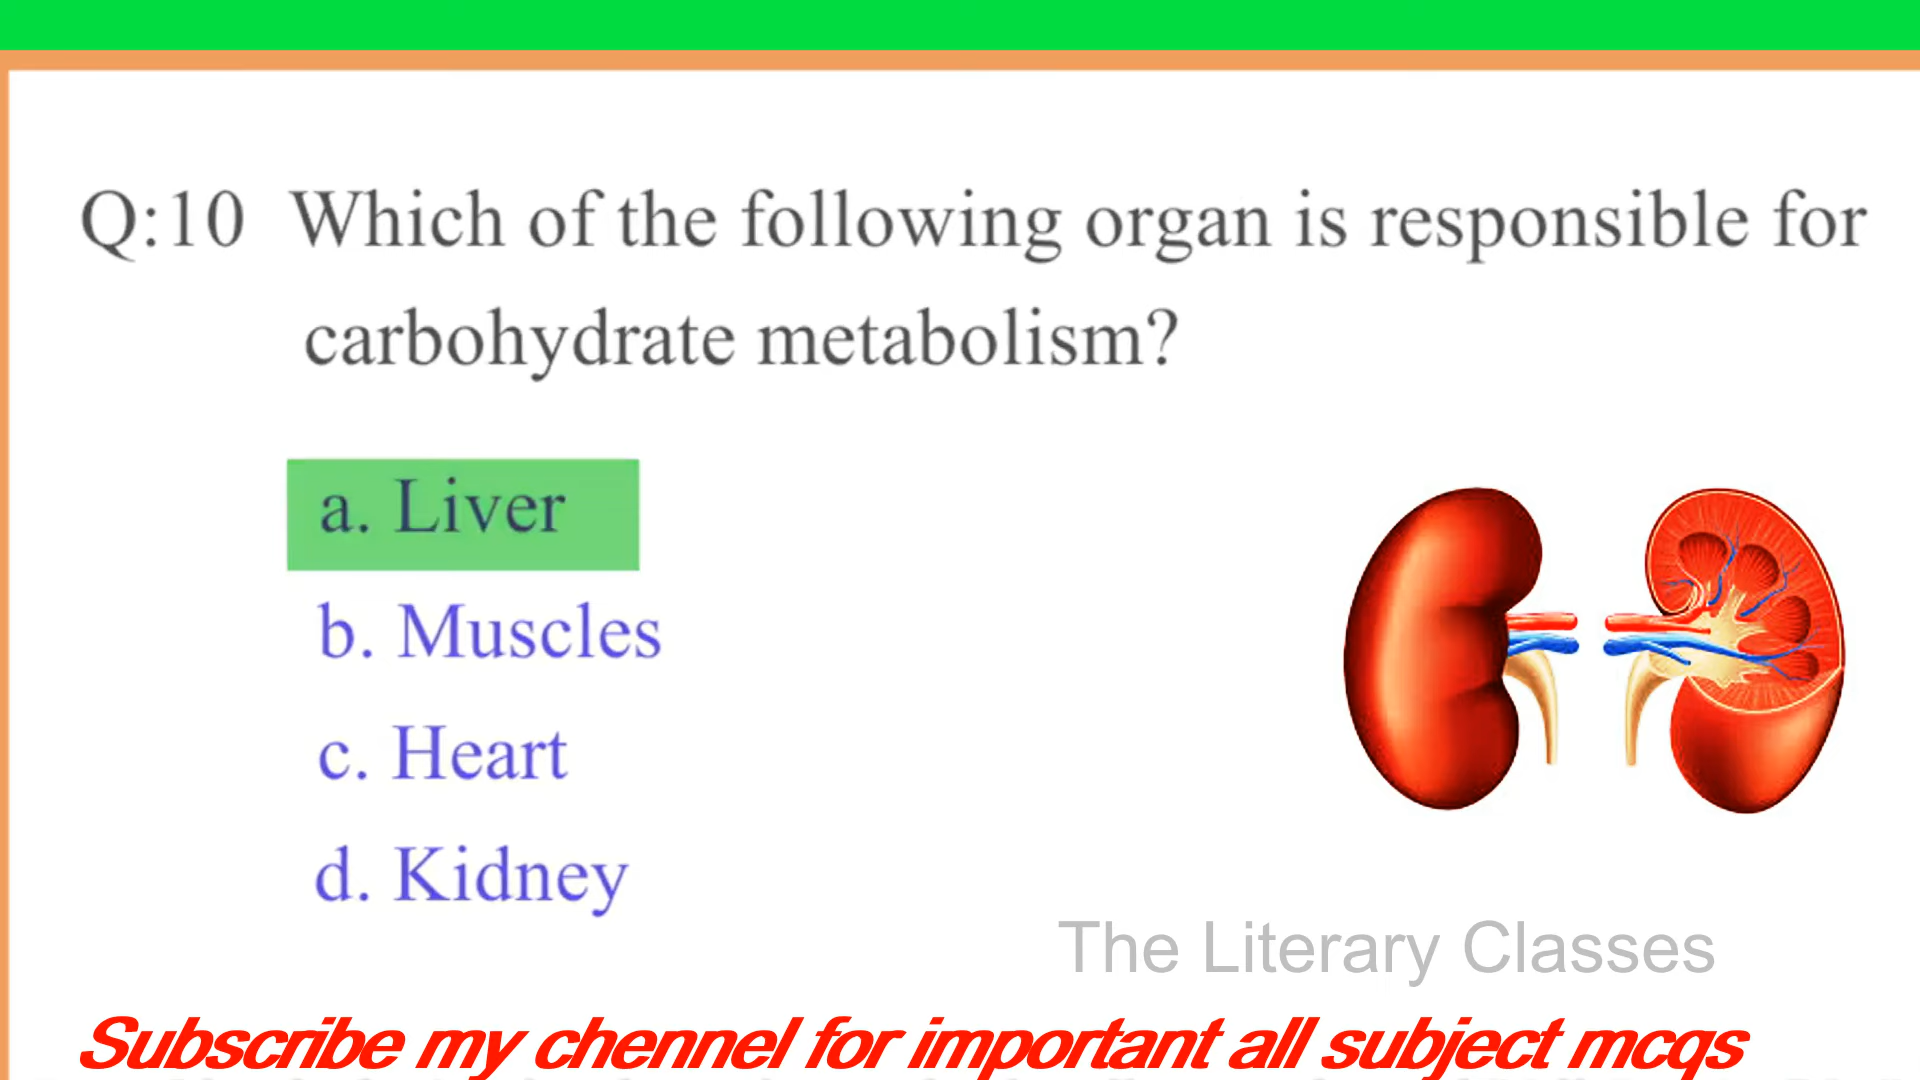 Q:10 Which of the following organ is responsible for
carbohydrate metabolism?
a. Liver
b. Muscles
c. Heart
d. Kidney
The Literary Classes
Subscribe my chennel for important all subject mcqs